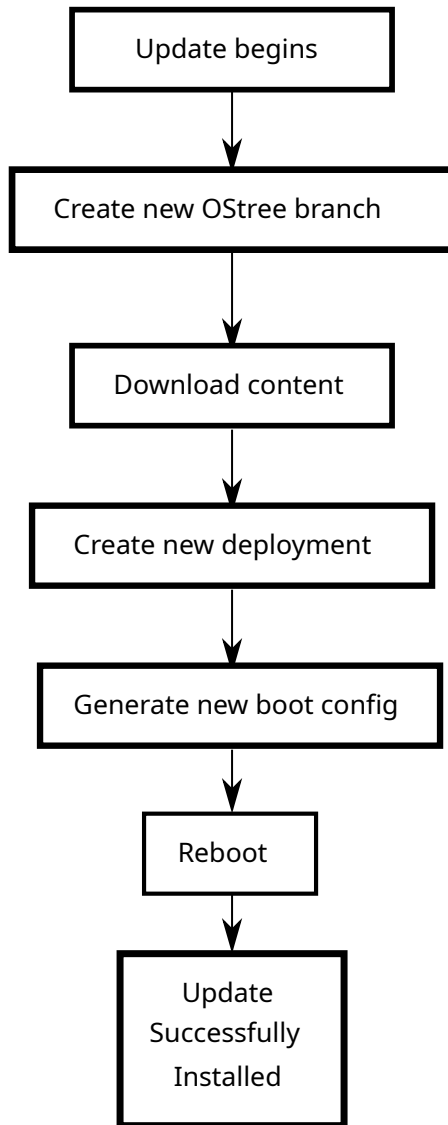 Update begins
Create new OStree branch
Download content
Create new deployment
Generate new boot config
Reboot
Update
Successfully
Installed